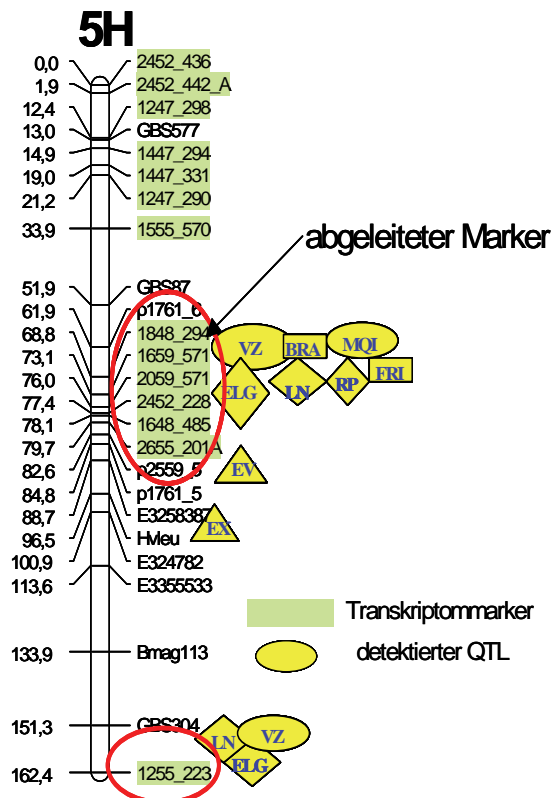 5H
0,0 2452_436
1,9 2452_442_A
12,4 1247_298
13,0 GBS577
14,9 1447_294
19,0 1447_331
21,2 1247_290
33,9 1555_570
abgeleiteter Marker
51,9 GBS87
61,9 p1761_6
68,8 1848_294 VZ BRA MQI
73,1 1659_571
76,0 2059_571 ELG LN RP FRI
77,4 2452_228
78,1 1648_485
79,7 2655_201A
82,6 p2559_5 EV
84,8 p1761_5
88,7 E3258387
96,5 HvIeu EX
100,9 E324782
113,6 E3355533
Transkriptommarker
133,9 Bmag113
detektierter QTL
151,3 GBS304
LN VZ
162,4 1255_223 ELG